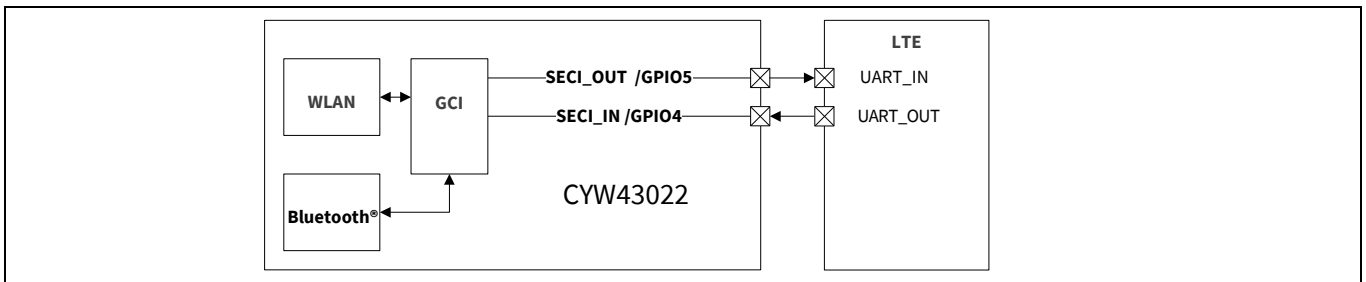 LTE
SECI_OUT /GPIO5
UART_IN
WLAN
GCI
SECI_IN /GPIO4
UART_OUT
CYW43022
Bluetooth®